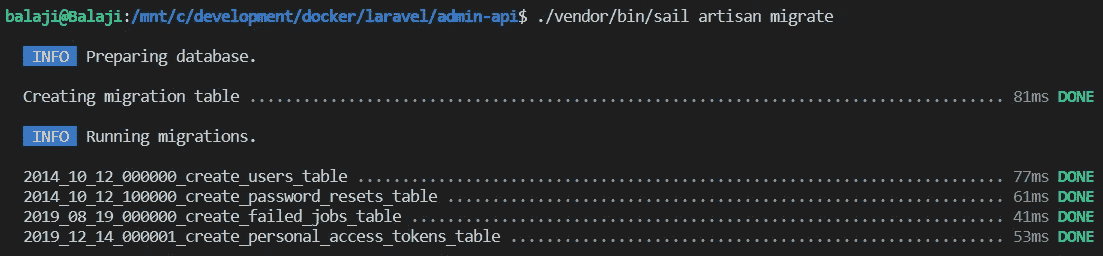 balaji@Balaji:/mnt/c/development/docker/laravel/admin-api$ ./vendor/bin/sail artisan migrate
INFO Preparing database.
Creating migration table ................................................................................... 81ms DONE
INFO Running migrations.
2014_10_12_000000_create_users_table ....................................................................... 77ms DONE
2014_10_12_100000_create_password_resets_table ............................................................. 61ms DONE
2019_08_19_000000_create_failed_jobs_table ................................................................. 41ms DONE
2019_12_14_000001_create_personal_access_tokens_table ...................................................... 53ms DONE